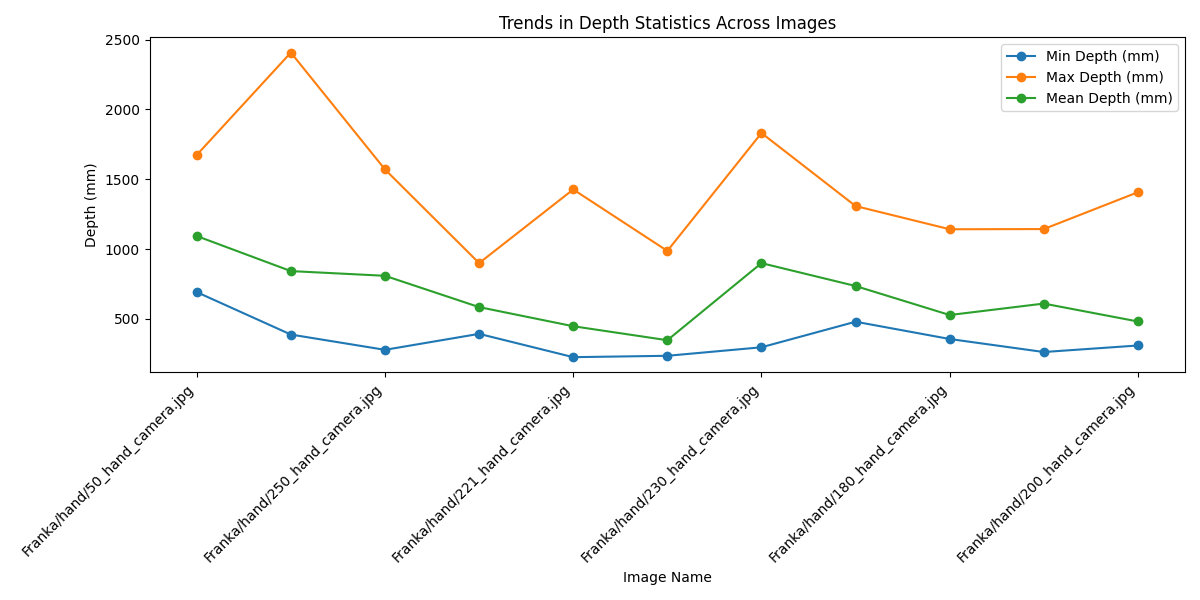 Trends in Depth Statistics Across Images
Min Depth (mm)
Max Depth (mm)
Mean Depth (mm)
Depth (mm)
2500
2000
1500
1000
500
Franka/hand/50_hand_camera.jpg
Franka/hand/250_hand_camera.jpg
Franka/hand/221_hand_camera.jpg
Franka/hand/230_hand_camera.jpg
Franka/hand/180_hand_camera.jpg
Franka/hand/200_hand_camera.jpg
Image Name